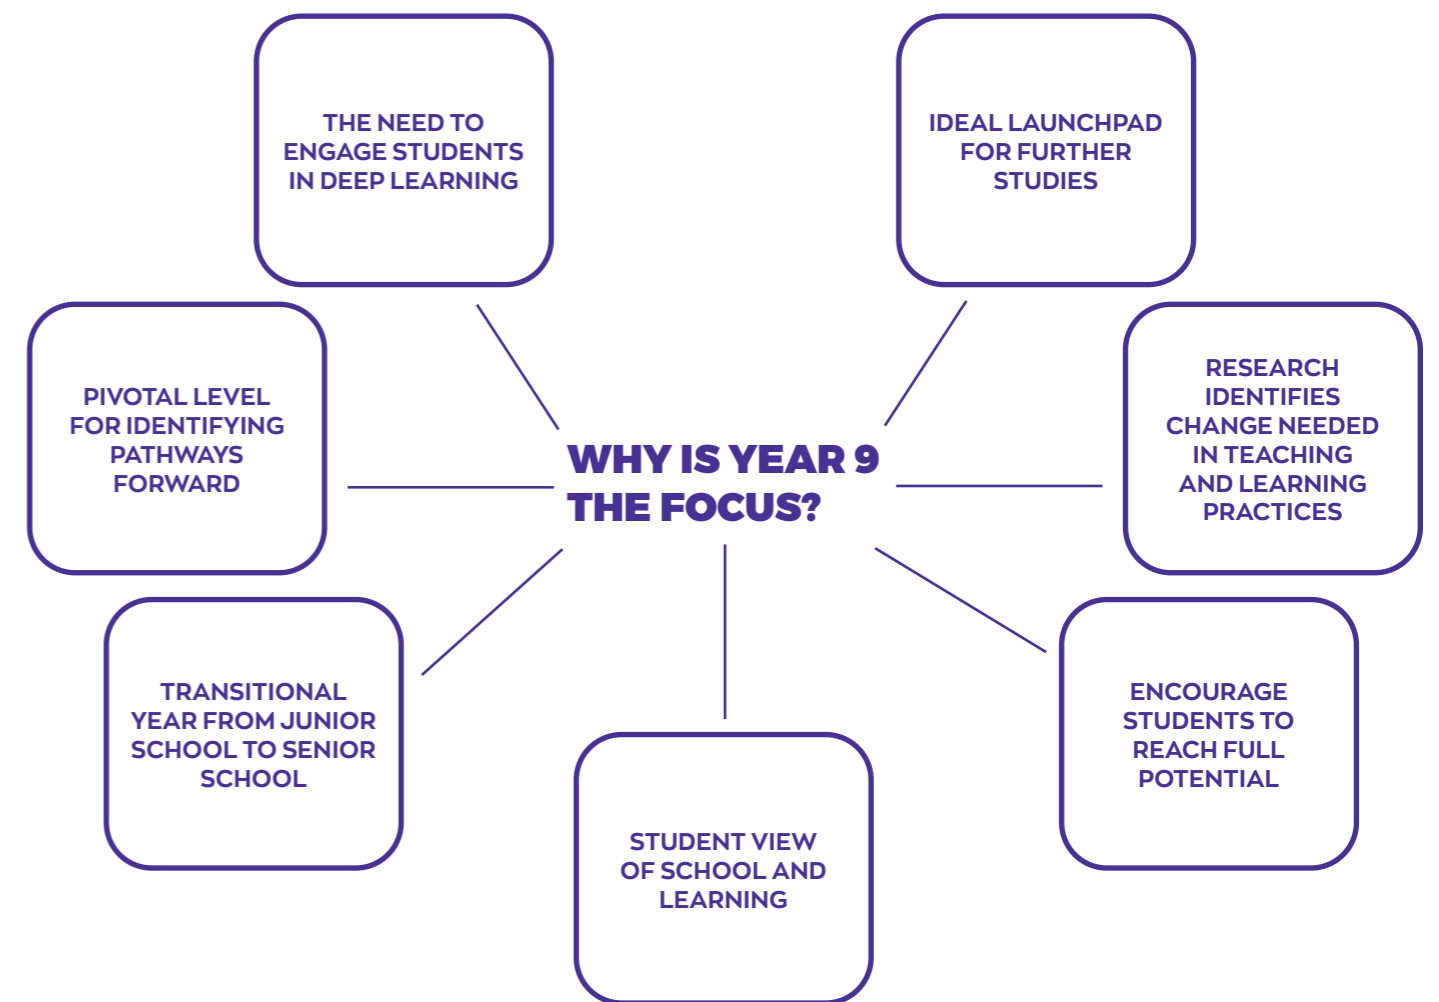 THE NEED TO
ENGAGE STUDENTS
IN DEEP LEARNING
IDEAL LAUNCHPAD
FOR FURTHER
STUDIES
PIVOTAL LEVEL
FOR IDENTIFYING
PATHWAYS
FORWARD
WHY IS YEAR 9
THE FOCUS?
RESEARCH
IDENTIFIES
CHANGE NEEDED
IN TEACHING
AND LEARNING
PRACTICES
TRANSITIONAL
YEAR FROM JUNIOR
SCHOOL TO SENIOR
SCHOOL
STUDENT VIEW
OF SCHOOL AND
LEARNING
ENCOURAGE
STUDENTS TO
REACH FULL
POTENTIAL